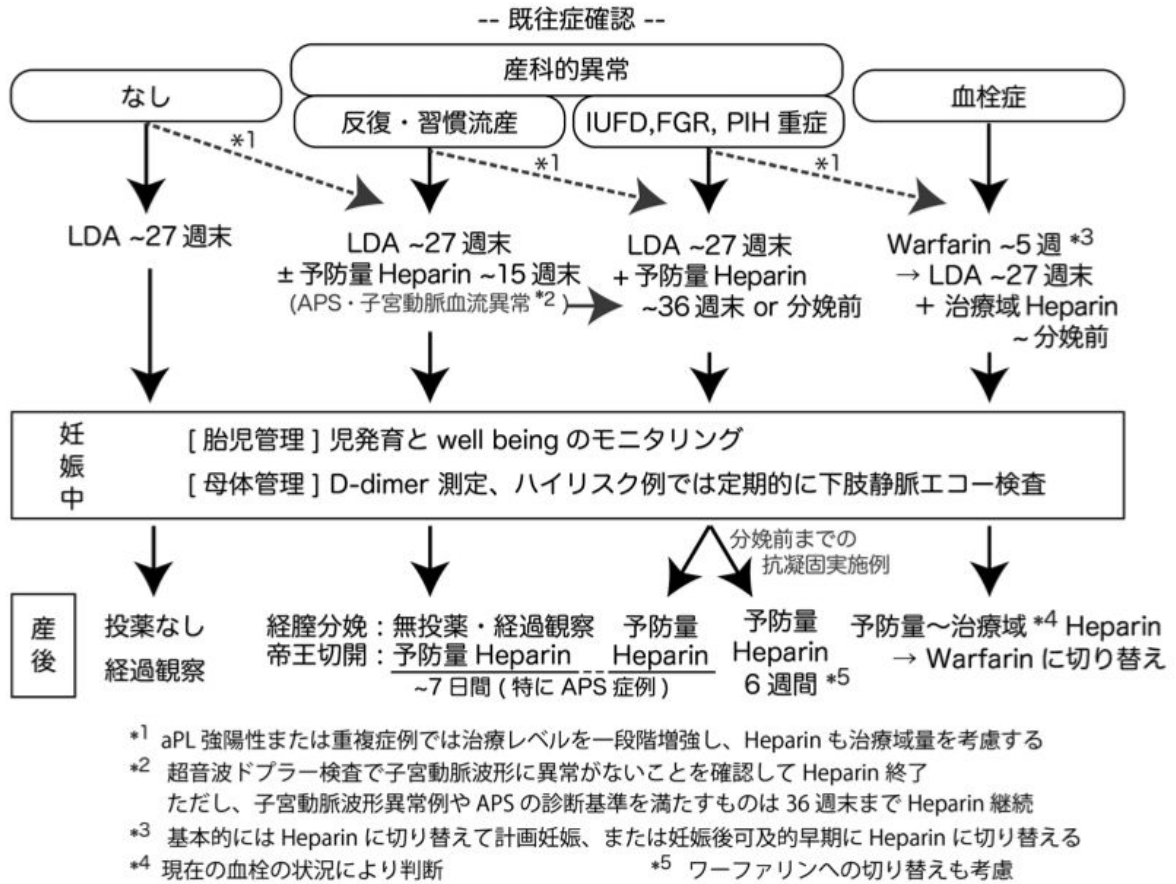 -- 既往症確認 --
産科的異常
なし
反復・習慣流産
IUFD,FGR, PIH 重症
血栓症
*1
*1
*1
LDA ~27 週末
LDA ~27 週末
± 予防量 Heparin ~15 週末
(APS・子宮動脈血流異常 *2 )
LDA ~27 週末
+ 予防量 Heparin
~36 週末 or 分娩前
Warfarin ~5 週 *3
→ LDA ~27 週末
+ 治療域 Heparin
~ 分娩前
妊娠中
[ 胎児管理 ] 児発育と well being のモニタリング
[ 母体管理 ] D-dimer 測定、ハイリスク例では定期的に下肢静脈エコー検査
分娩前までの
抗凝固実施例
産後
投薬なし
経過観察
経膣分娩 : 無投薬・経過観察
帝王切開 : 予防量 Heparin
予防量
Heparin
~7 日間 ( 特に APS 症例 )
予防量
Heparin
6 週間 *5
予防量〜治療域 *4 Heparin
→ Warfarin に切り替え
*1 aPL 強陽性または重複症例では治療レベルを一段階増強し、Heparin も治療域量を考慮する
*2 超音波ドプラー検査で子宮動脈波形に異常がないことを確認して Heparin 終了
ただし、子宮動脈波形異常例や APS の診断基準を満たすものは 36 週末まで Heparin 継続
*3 基本的には Heparin に切り替えて計画妊娠、または妊娠後可及的早期に Heparin に切り替える
*4 現在の血栓の状況により判断
*5 ワーファリンへの切り替えも考慮